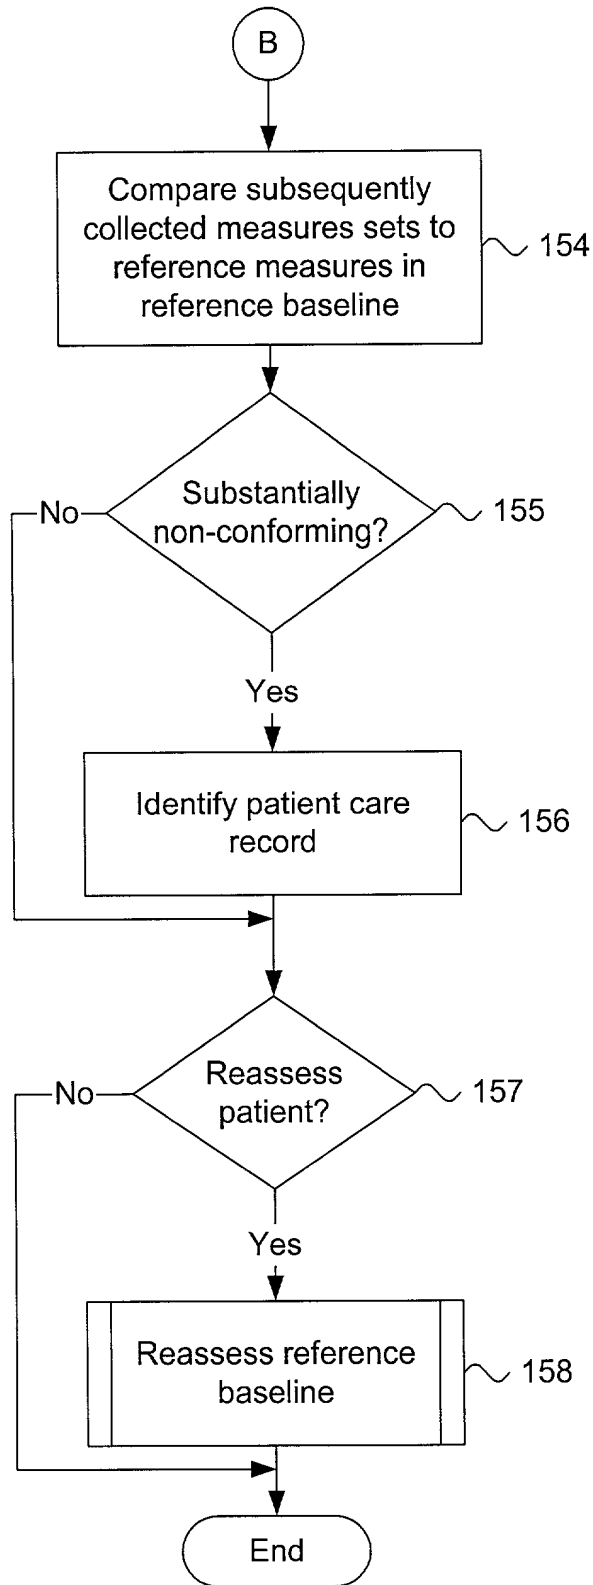 B
Compare subsequently
collected measures sets to
reference measures in
reference baseline
154
Substantially
non-conforming?
155
No
Yes
Identify patient care
record
156
Reassess
patient?
157
No
Yes
Reassess reference
baseline
158
End